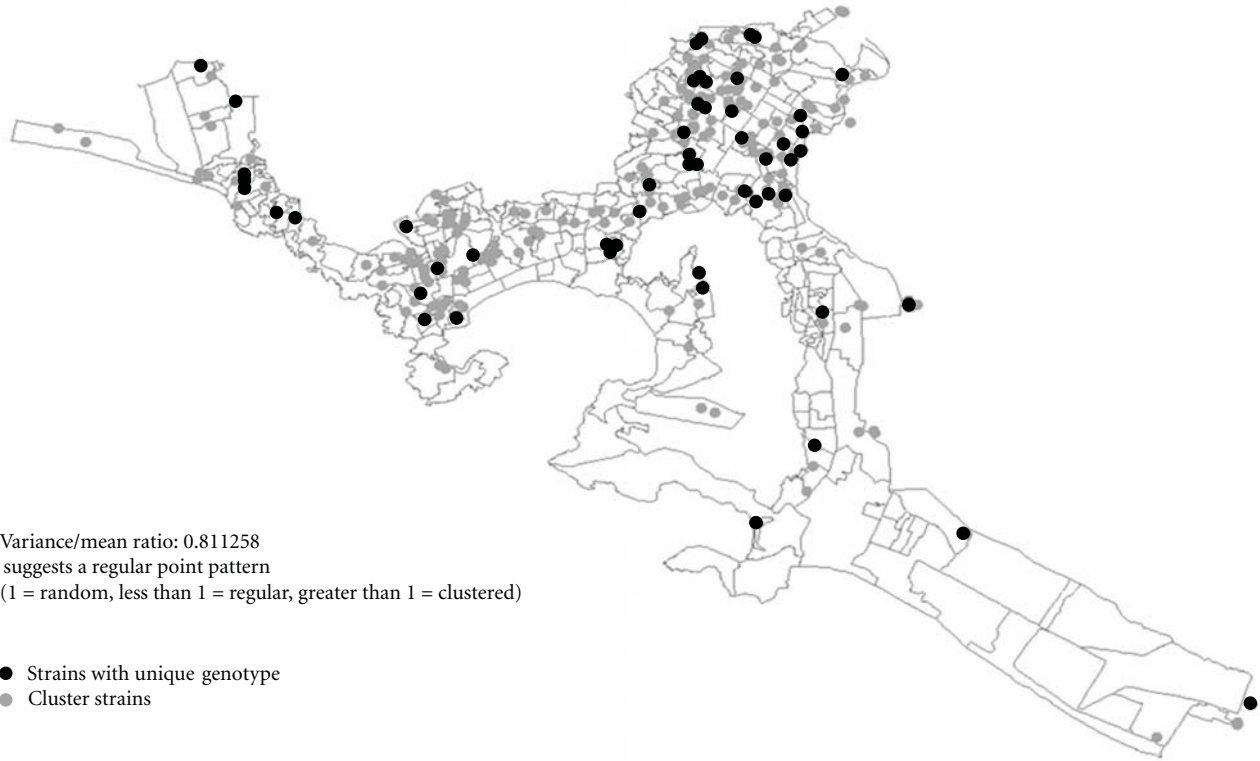 Variance/mean ratio: 0.811258
suggests a regular point pattern
(1 = random, less than 1 = regular, greater than 1 = clustered)
Strains with unique genotype
Cluster strains